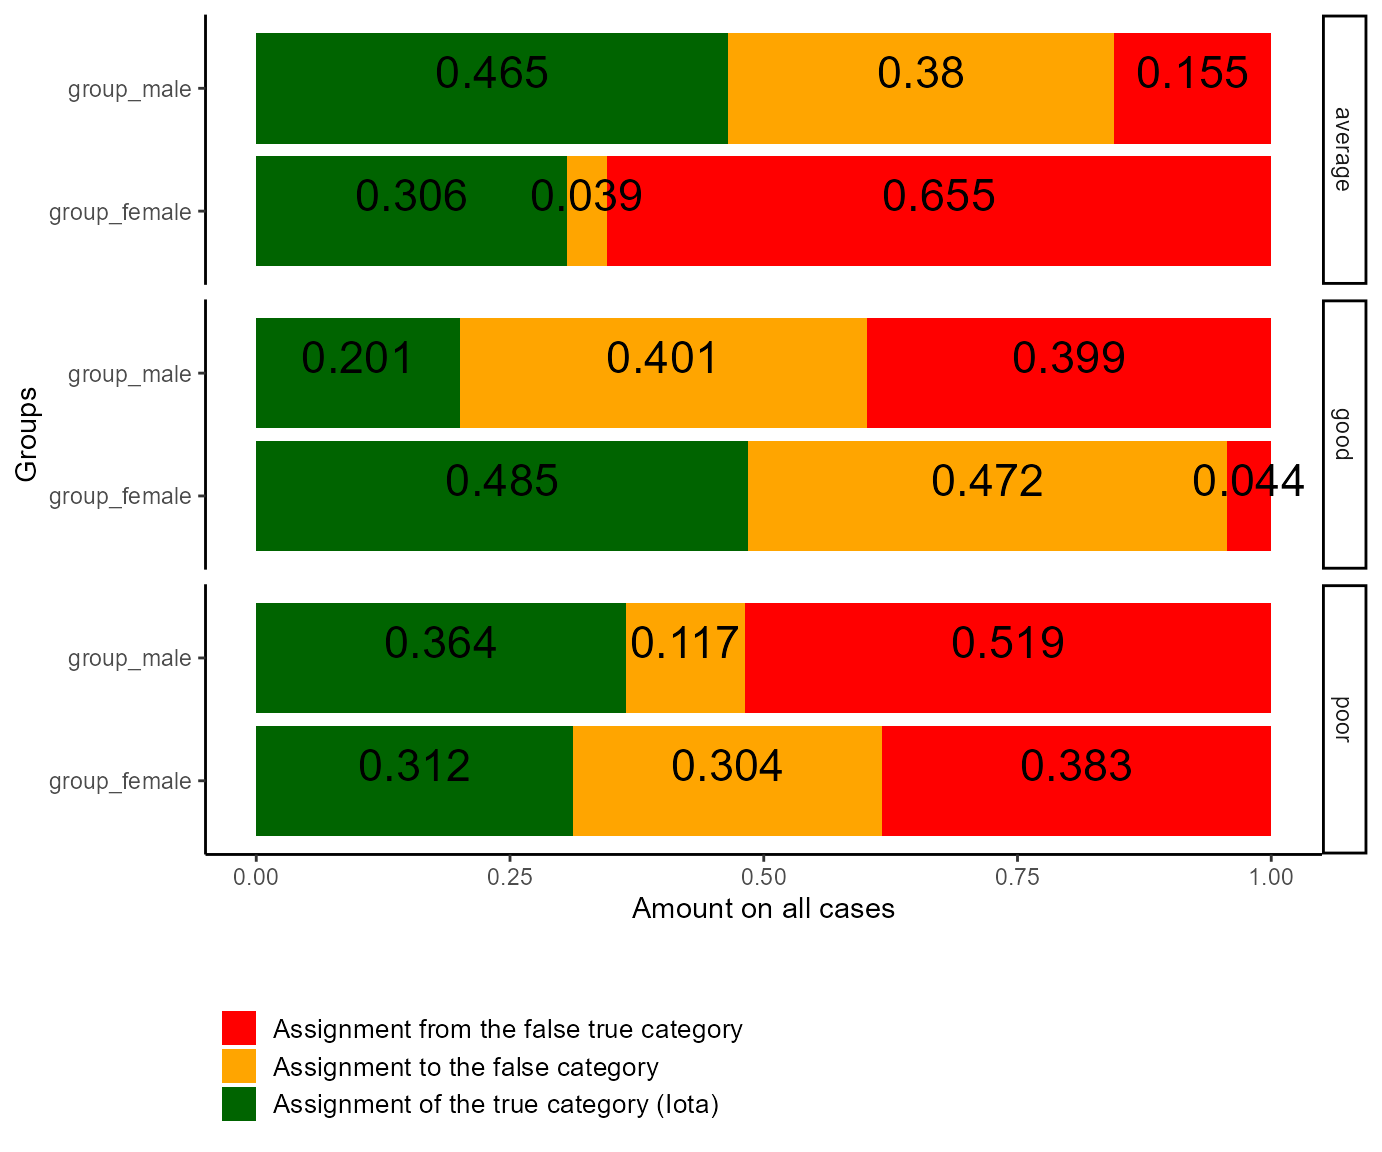 group_male
0.465
0.38
0.155
average
group_female
0.306
0.039
0.655
Groups
group_male
0.201
0.401
0.399
good
group_female
0.485
0.472
0.044
group_male
0.364
0.117
0.519
poor
group_female
0.312
0.304
0.383
0.00
0.25
0.50
0.75
1.00
Amount on all cases
Assignment from the false true category
Assignment to the false category
Assignment of the true category (Iota)